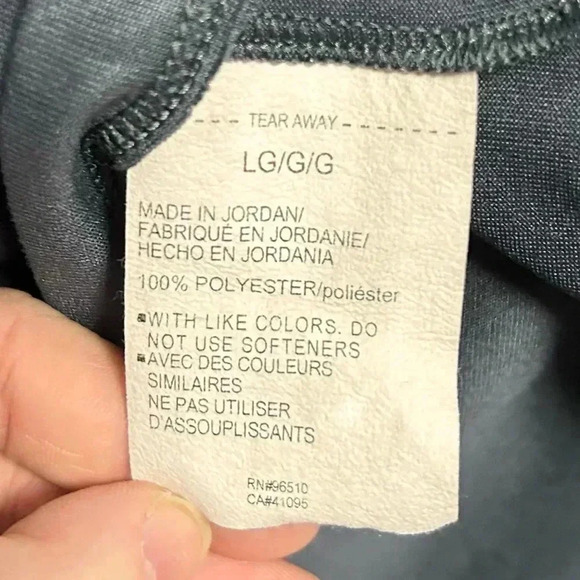 TEAR AWAY
LG/G/G
MADE IN JORDAN/
FABRIQUÉ EN JORDANIE/
HECHO EN JORDANIA
100% POLYESTER/poliéster
WITH LIKE COLORS. DO
NOT USE SOFTENERS
AVEC DES COULEURS
SIMILAIRES
NE PAS UTILISER
D'ASSOUPLISSANTS
RN#96510
CA#41095